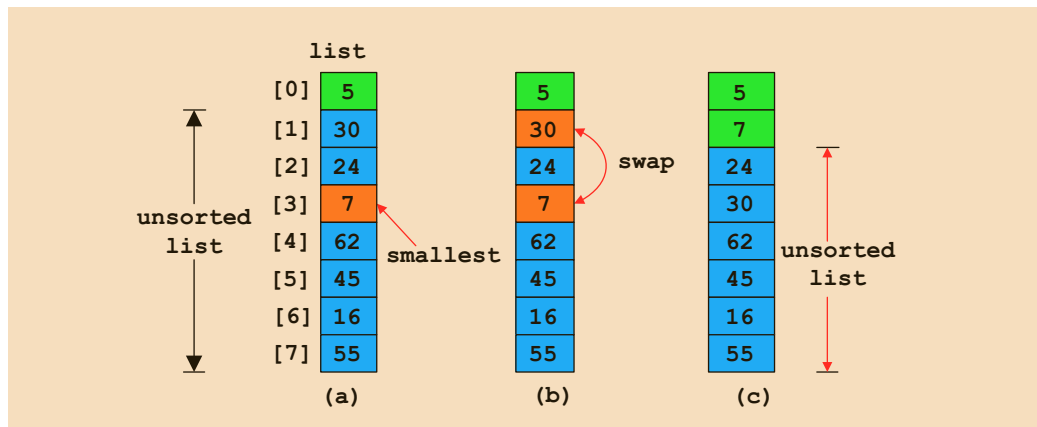 list
[0] 5 5 5
[1] 30 30 7
[2] 24 24 24
swap
[3] 7 7 30
unsorted
list
smallest
[4] 62 62 62
unsorted
list
[5] 45 45 45
[6] 16 16 16
[7] 55 55 55
(a) (b) (c)